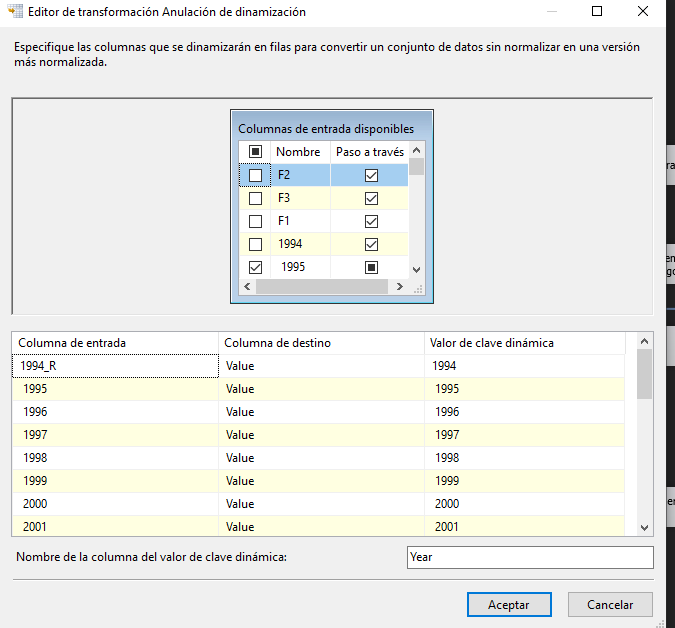 Editor de transformación Anulación de dinamización
Especifique las columnas que se dinamizarán en filas para convertir un conjunto de datos sin normalizar en una versión
más normalizada.
Columnas de entrada disponibles
Nombre Paso a través
F2
F3
F1
1994
1995
Columna de entrada Columna de destino Valor de clave dinámica
1994_R Value 1994
1995 Value 1995
1996 Value 1996
1997 Value 1997
1998 Value 1998
1999 Value 1999
2000 Value 2000
2001 Value 2001
Nombre de la columna del valor de clave dinámica: Year
Aceptar Cancelar